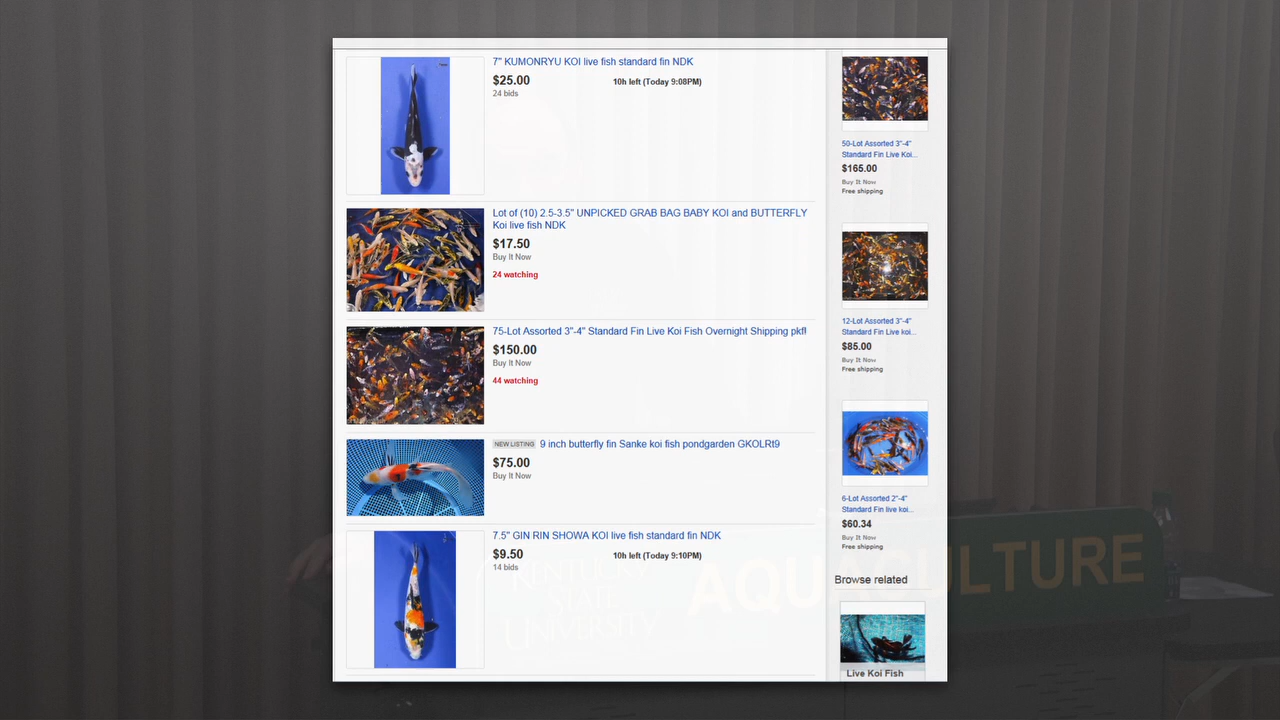 7" KUMONRYU KOI live fish standard fin NDK
$25.00
10h left (Today 9:08PM)
24 bids
Lot of (10) 2.5-3.5" UNPICKED GRAB BAG BABY KOI and BUTTERFLY
Koi live fish NDK
$17.50
Buy It Now
24 watching
75-Lot Assorted 3"-4" Standard Fin Live Koi Fish Overnight Shipping pkf!!
$150.00
Buy It Now
44 watching
NEW LISTING 9 inch butterfly fin Sanke koi fish pondgarden GKOLRt9
$75.00
Buy It Now
7.5" GIN RIN SHOWA KOI live fish standard fin NDK
$9.50
10h left (Today 9:10PM)
14 bids
50-Lot Assorted 3"-4"
Standard Fin Live Koi...
$165.00
Buy It Now
Free shipping
12-Lot Assorted 3"-4"
Standard Fin Live koi...
$85.00
Buy It Now
Free shipping
6-Lot Assorted 2"-4"
Standard Fin live koi...
$60.34
Buy It Now
Free shipping
Browse related
Live Koi Fish
KENTUCKY
STATE
UNIVERSITY
AQUACULTURE